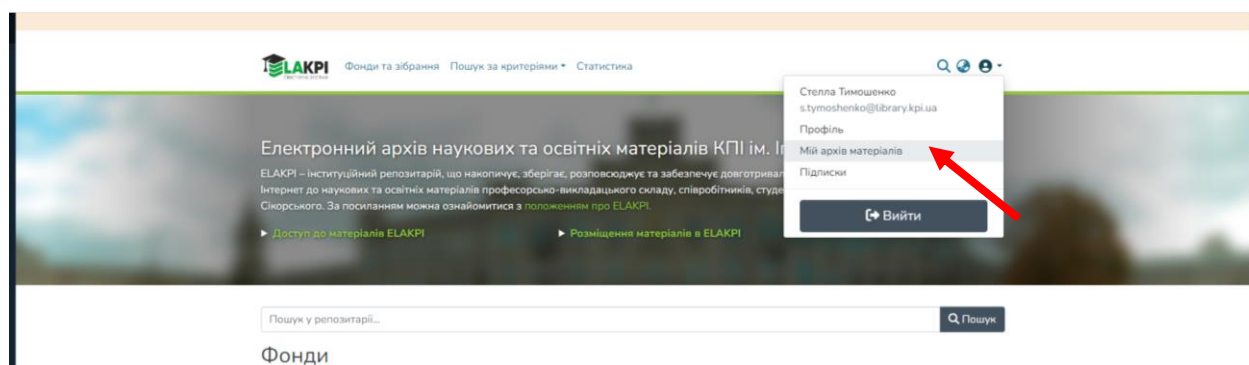 ELAKPI
Фонди та зібрання Пошук за критеріями Статистика
Стелла Тимошенко
s.tymoshenko@library.kpi.ua
Профіль
Мій архів матеріалів
Підписки
Вийти
Електронний архів наукових та освітніх матеріалів КПІ ім. І
ELAKPI – інституційний репозитарій, що накопичує, зберігає, розповсюджує та забезпечує довготривал
Інтернет до наукових та освітніх матеріалів професорсько-викладацького складу, співробітників, студе
Сікорського. За посиланням можна ознайомитися з положенням про ELAKPI.
Доступ до матеріалів ELAKPI
Розміщення матеріалів в ELAKPI
Пошук у репозитарії...
Пошук
Фонди